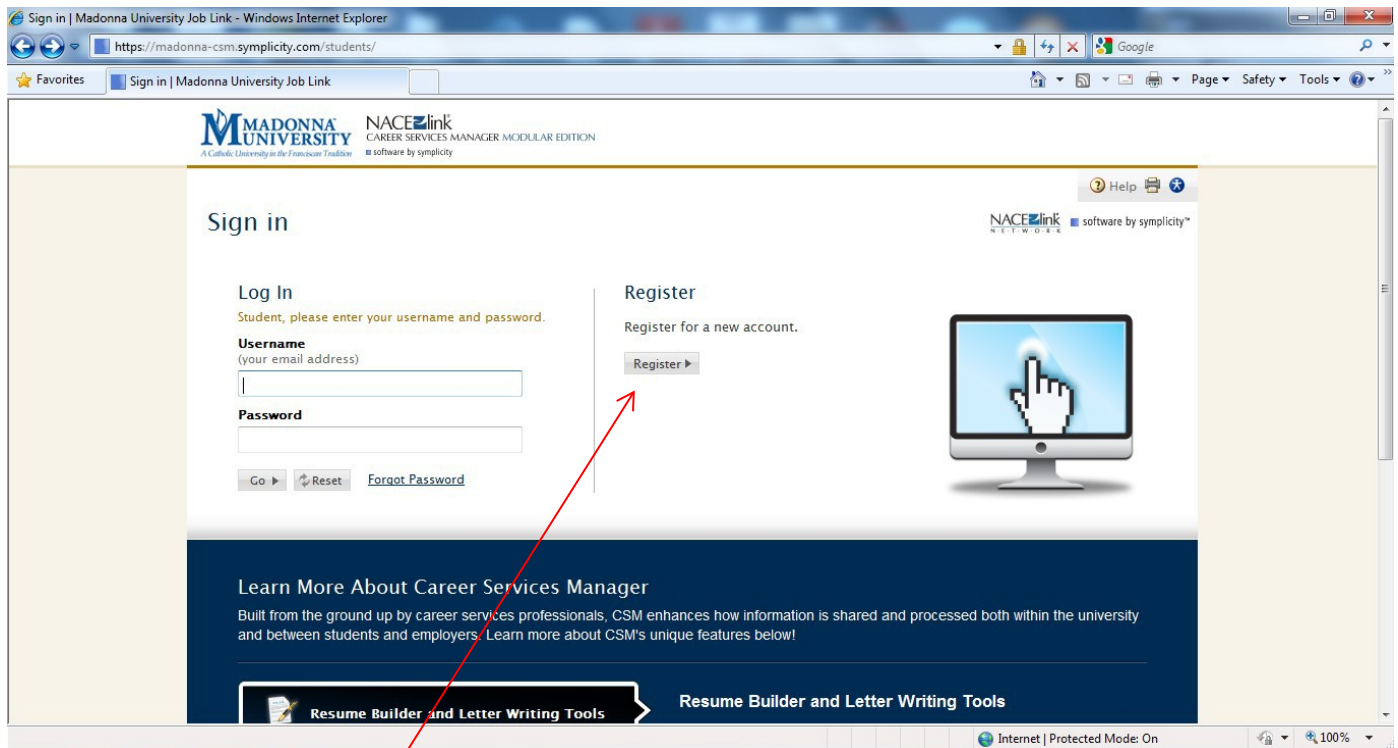 Sign in | Madonna University Job Link - Windows Internet Explorer
https://madonna-csm.symplicity.com/students/
Google
Favorites
Sign in | Madonna University Job Link
Page
Safety
Tools
MADONNA
UNIVERSITY
A Catholic University in the Franciscan Tradition
NACElink
CAREER SERVICES MANAGER MODULAR EDITION
software by symplicity
Help
Sign in
NACElink
N·E·T·W·O·R·K
software by symplicity™
Log In
Student, please enter your username and password.
Username
(your email address)
Password
Go
Reset
Forgot Password
Register
Register for a new account.
Register
Learn More About Career Services Manager
Built from the ground up by career services professionals, CSM enhances how information is shared and processed both within the university
and between students and employers. Learn more about CSM's unique features below!
Resume Builder and Letter Writing Tools
Resume Builder and Letter Writing Tools
Internet | Protected Mode: On
100%